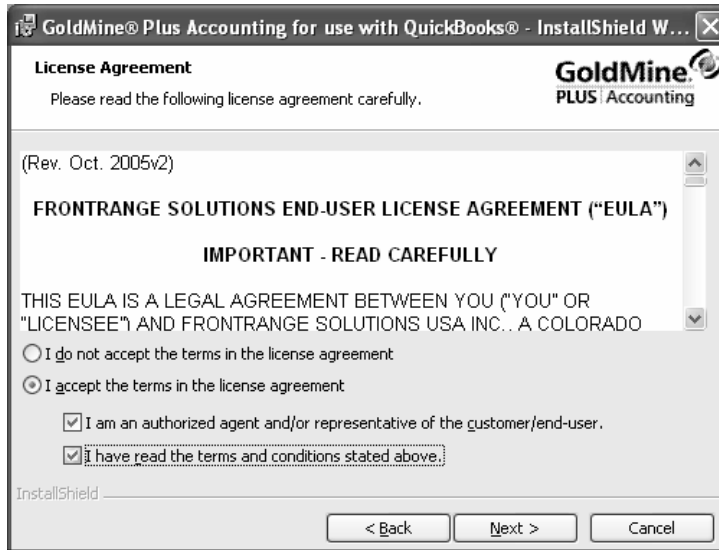 GoldMine® Plus Accounting for use with QuickBooks® - InstallShield W...
License Agreement
Please read the following license agreement carefully.
GoldMine®
PLUS Accounting
(Rev. Oct. 2005v2)
FRONTRANGE SOLUTIONS END-USER LICENSE AGREEMENT (“EULA”)
IMPORTANT - READ CAREFULLY
THIS EULA IS A LEGAL AGREEMENT BETWEEN YOU ("YOU" OR
"LICENSEE") AND FRONTRANGE SOLUTIONS USA INC., A COLORADO
I do not accept the terms in the license agreement
I accept the terms in the license agreement
I am an authorized agent and/or representative of the customer/end-user.
I have read the terms and conditions stated above.
InstallShield
< Back
Next >
Cancel